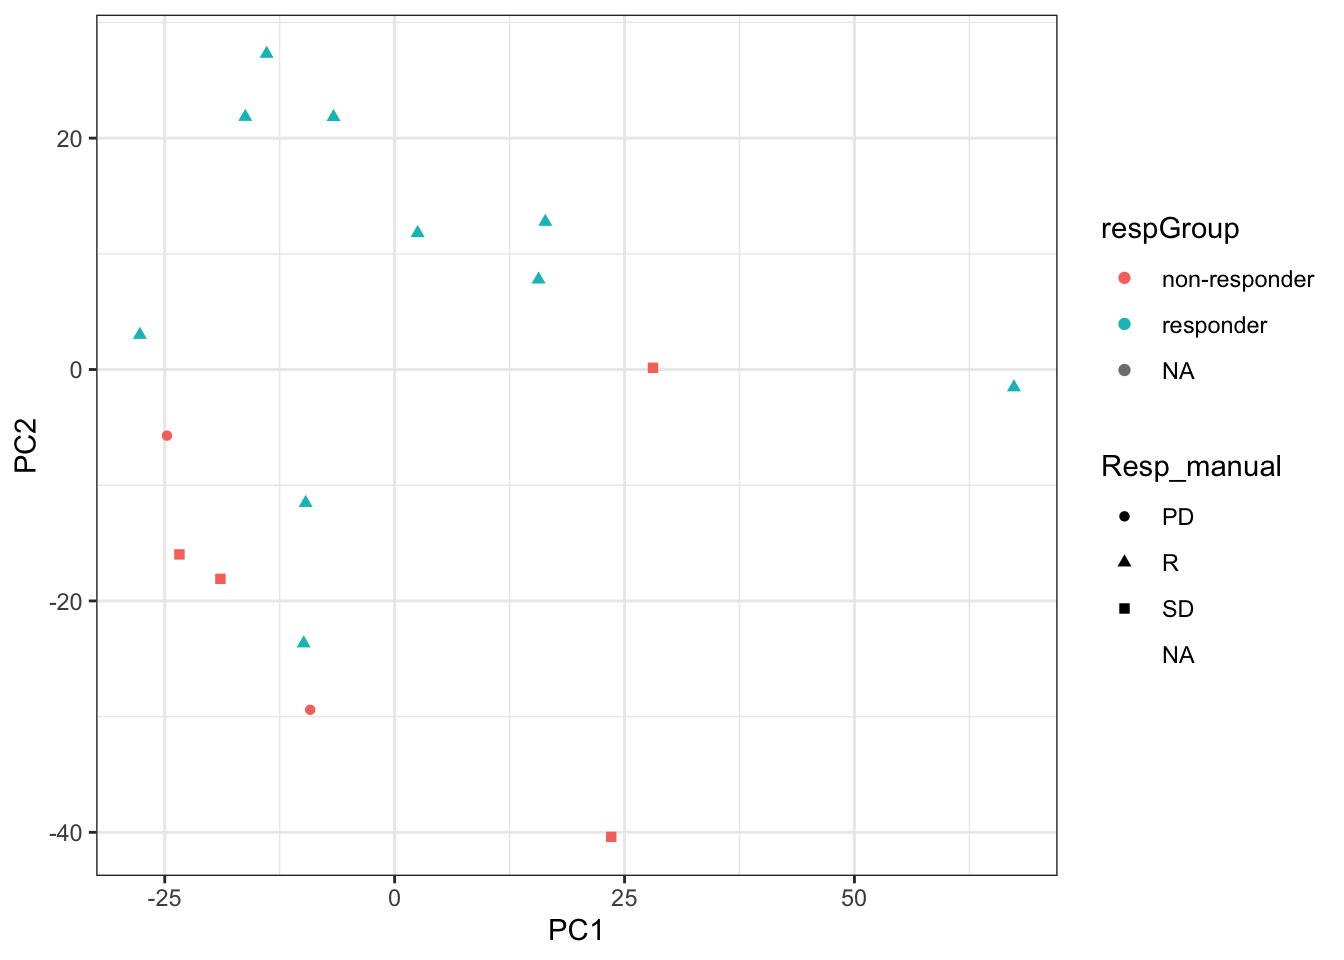 20
0
-20
-40
PC2
-25
0
25
50
PC1
respGroup
non-responder
responder
NA
Resp_manual
PD
R
SD
NA